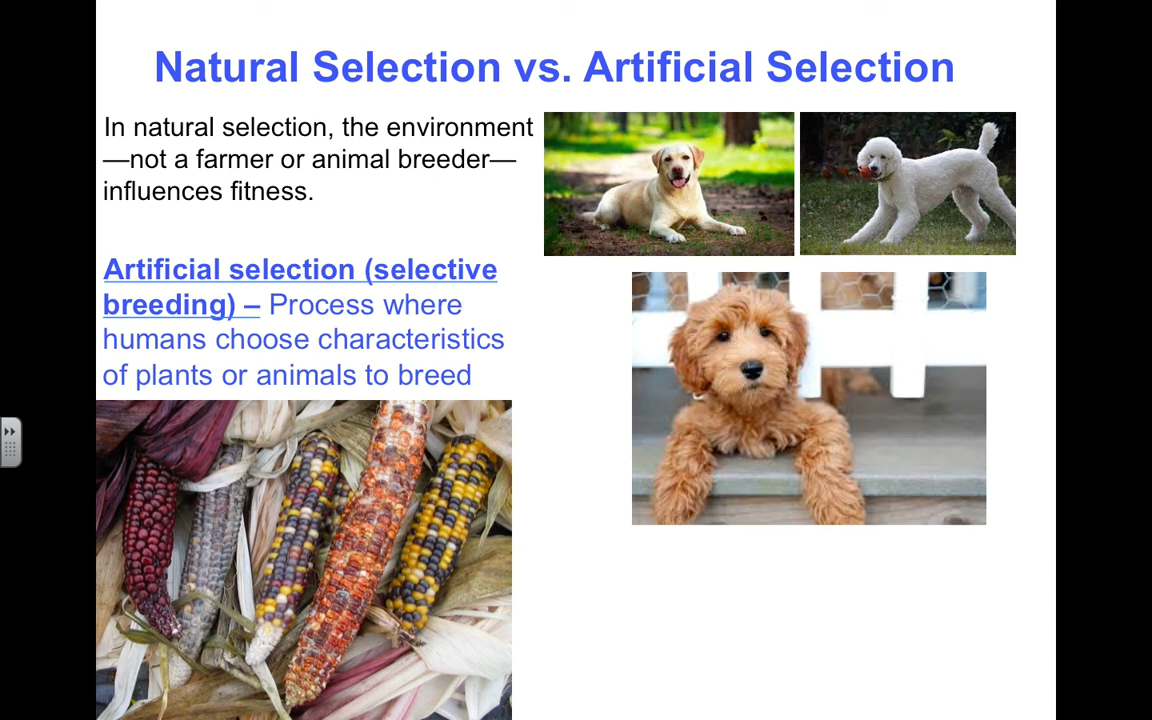 Natural Selection vs. Artificial Selection
In natural selection, the environment
—not a farmer or animal breeder—
influences fitness.
Artificial selection (selective
breeding) – Process where
humans choose characteristics
of plants or animals to breed